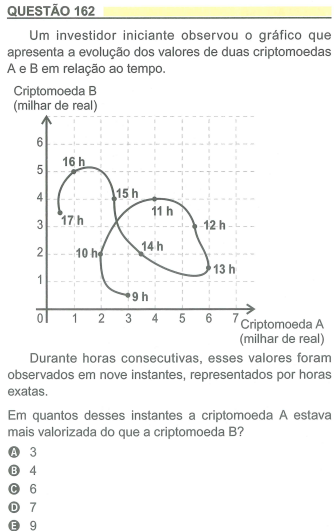 QUESTÃO 162
Um investidor iniciante observou o gráfico que
apresenta a evolução dos valores de duas criptomoedas
A e B em relação ao tempo.
Criptomoeda B
(milhar de real)
6
5
4
3
2
1
0
1
2
3
4
5
6
7
16 h
15 h
17 h
11 h
12 h
10 h
14 h
13 h
9 h
Criptomoeda A
(milhar de real)
Durante horas consecutivas, esses valores foram
observados em nove instantes, representados por horas
exatas.
Em quantos desses instantes a criptomoeda A estava
mais valorizada do que a criptomoeda B?
A 3
B 4
C 6
D 7
E 9